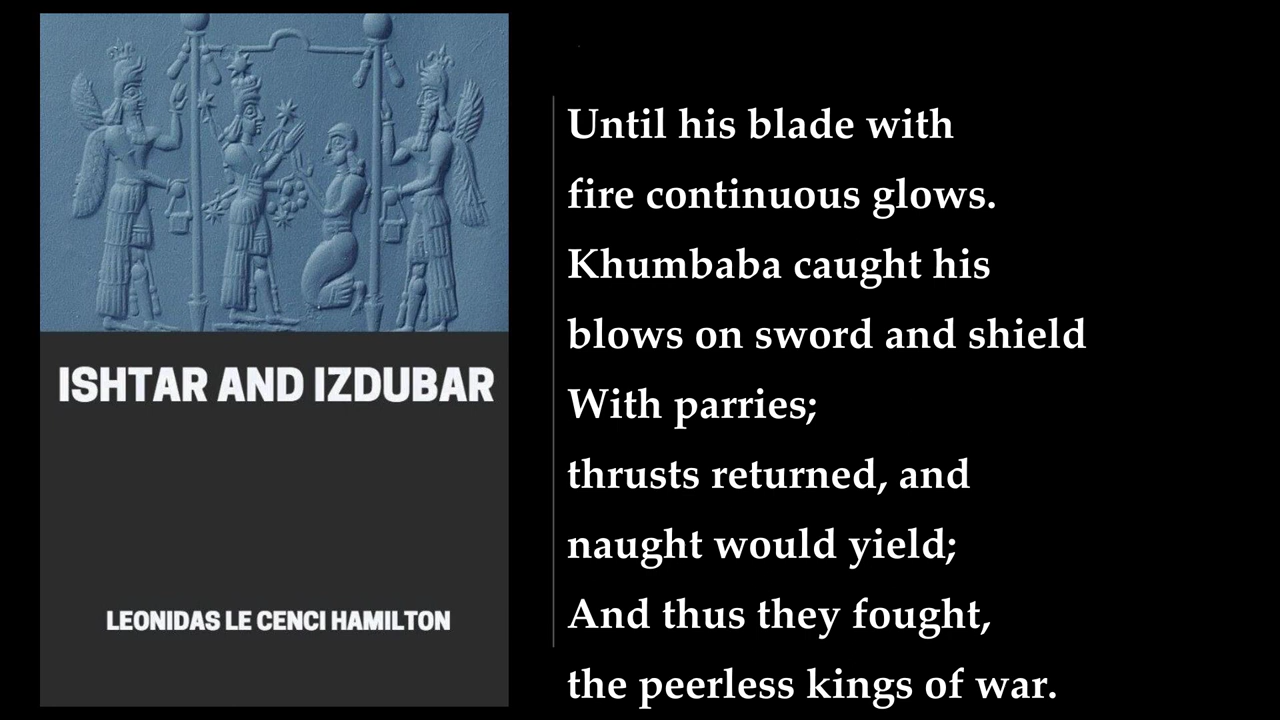 ISHTAR AND IZDUBAR
LEONIDAS LE CENCI HAMILTON
Until his blade with
fire continuous glows.
Khumbaba caught his
blows on sword and shield
With parries;
thrusts returned, and
naught would yield;
And thus they fought,
the peerless kings of war.